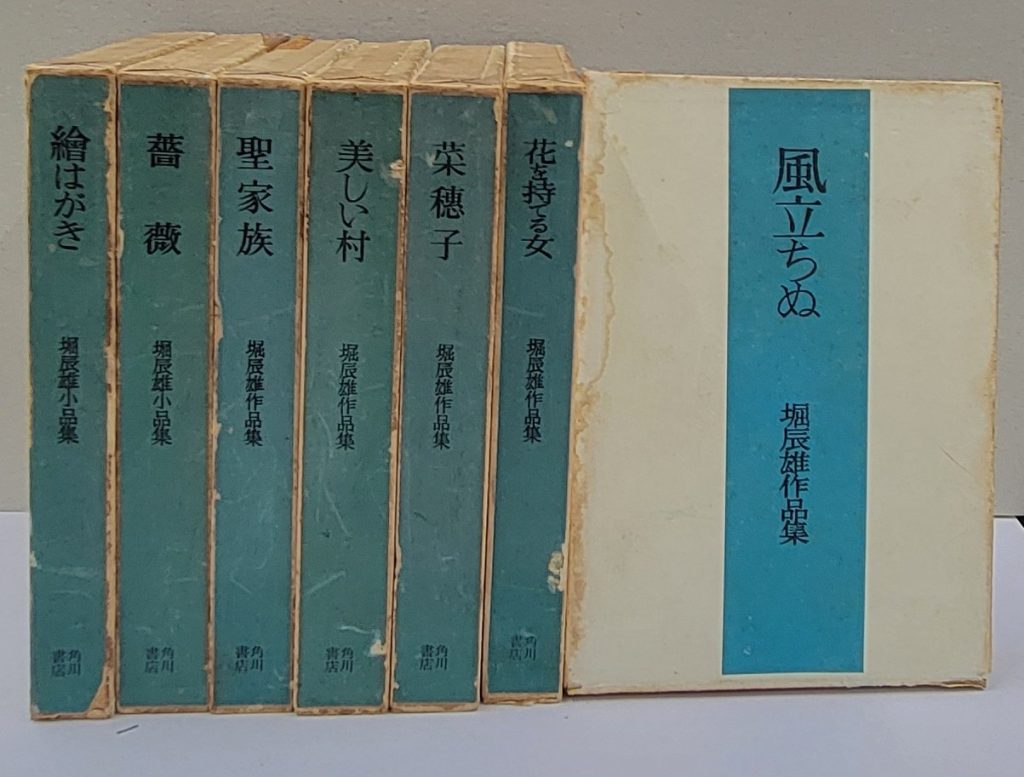 繪はがき
堀辰雄小品集
角川
書店
薔薇
堀辰雄小品集
角川
書店
聖家族
堀辰雄作品集
角川
書店
美しい村
堀辰雄作品集
角川
書店
菜穗子
堀辰雄作品集
角川
書店
花を持てる女
堀辰雄作品集
角川
書店
風立ちぬ
堀辰雄作品集